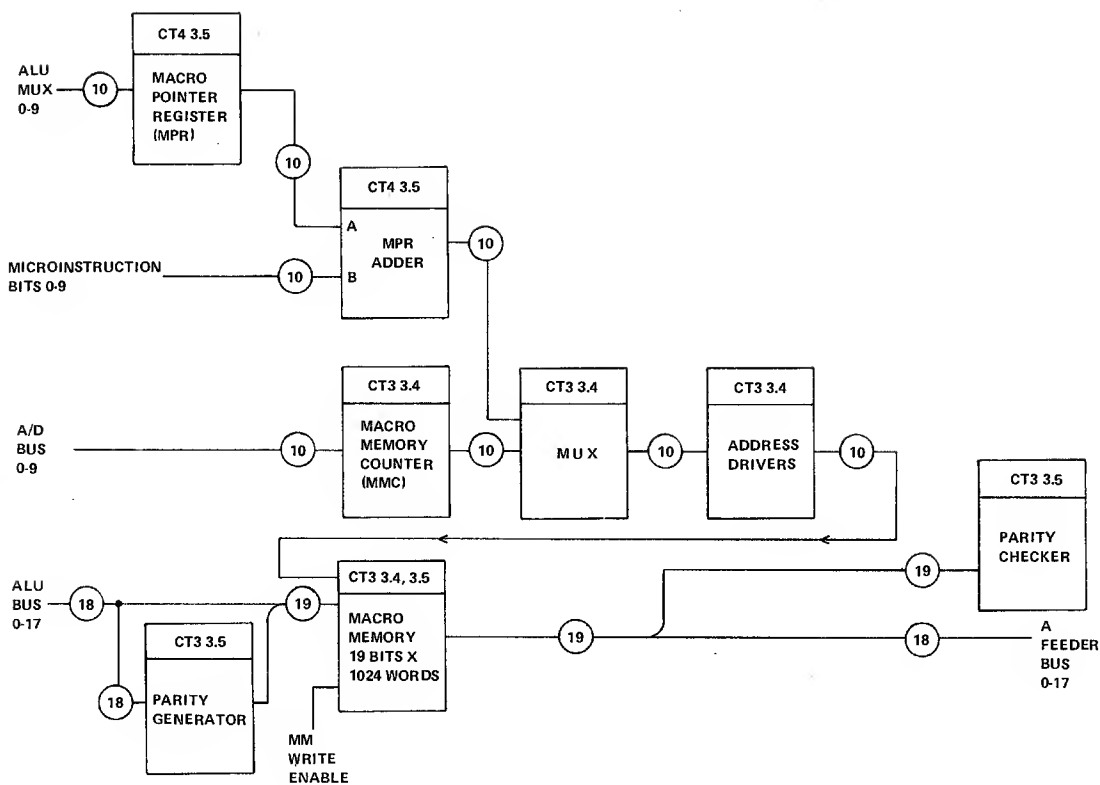 CT4 3.5
ALU
MUX
0-9
10
MACRO
POINTER
REGISTER
(MPR)
10
CT4 3.5
A
MPR
ADDER
B
10
MICROINSTRUCTION
BITS 0-9
10
CT3 3.4
A/D
BUS
0-9
10
MACRO
MEMORY
COUNTER
(MMC)
10
CT3 3.4
MUX
10
CT3 3.4
ADDRESS
DRIVERS
10
CT3 3.5
PARITY
CHECKER
ALU
BUS
0-17
18
19
CT3 3.4, 3.5
MACRO
MEMORY
19 BITS X
1024 WORDS
19
19
18
A
FEEDER
BUS
0-17
18
CT3 3.5
PARITY
GENERATOR
MM
WRITE
ENABLE